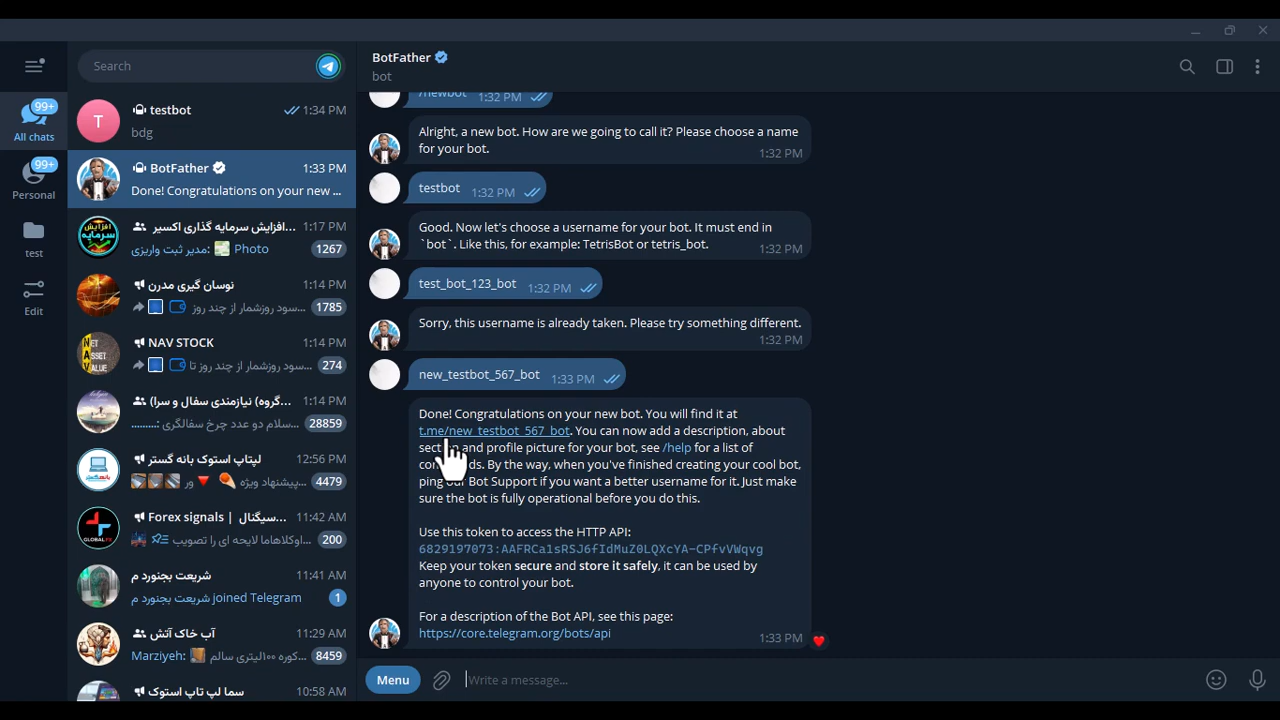 Search
99+
All chats
99+
Personal
test
Edit
T
testbot
1:34 PM
bdg
BotFather
1:33 PM
Done! Congratulations on your new ...
افزایش سرمایه گذاری اکسیر...
1:17 PM
مدیر ثبت واریزی: Photo
1267
نوسان گیری مدرن
1:14 PM
سود روزشمار از چند روز...
1785
NAV STOCK
1:14 PM
سود روزشمار از چند روز تا...
274
گروه) نیازمندی سفال و سرا)...
1:14 PM
سلام دو عدد چرخ سفالگری.........
28859
لپتاپ استوک بانه گستر
12:56 PM
پیشنهاد ویژه ور...
4479
Forex signals | سیگنال...
11:42 AM
اوکلاهاما لایحه ای را تصویب...
200
شریعت بجنورد م
11:41 AM
شریعت بجنورد م joined Telegram
1
آب خاک آتش
11:29 AM
Marziyeh: کوره ۱۰۰لیتری سالم...
8459
سما لپ تاپ استوک
10:58 AM
BotFather
bot
/newbot
1:32 PM
Alright, a new bot. How are we going to call it? Please choose a name
for your bot.
1:32 PM
testbot
1:32 PM
Good. Now let's choose a username for your bot. It must end in
`bot`. Like this, for example: TetrisBot or tetris_bot.
1:32 PM
test_bot_123_bot
1:32 PM
Sorry, this username is already taken. Please try something different.
1:32 PM
new_testbot_567_bot
1:33 PM
Done! Congratulations on your new bot. You will find it at
t.me/new_testbot_567_bot. You can now add a description, about
and profile picture for your bot, see /help for a list of
By the way, when you've finished creating your cool bot,
ping our Bot Support if you want a better username for it. Just make
sure the bot is fully operational before you do this.
Use this token to access the HTTP API:
6829197073:AAFRCa1sRSJ6fIdMuZ0LQXcYA-CPfvVWqvg
Keep your token secure and store it safely, it can be used by
anyone to control your bot.
For a description of the Bot API, see this page:
https://core.telegram.org/bots/api
1:33 PM
Menu
Write a message...